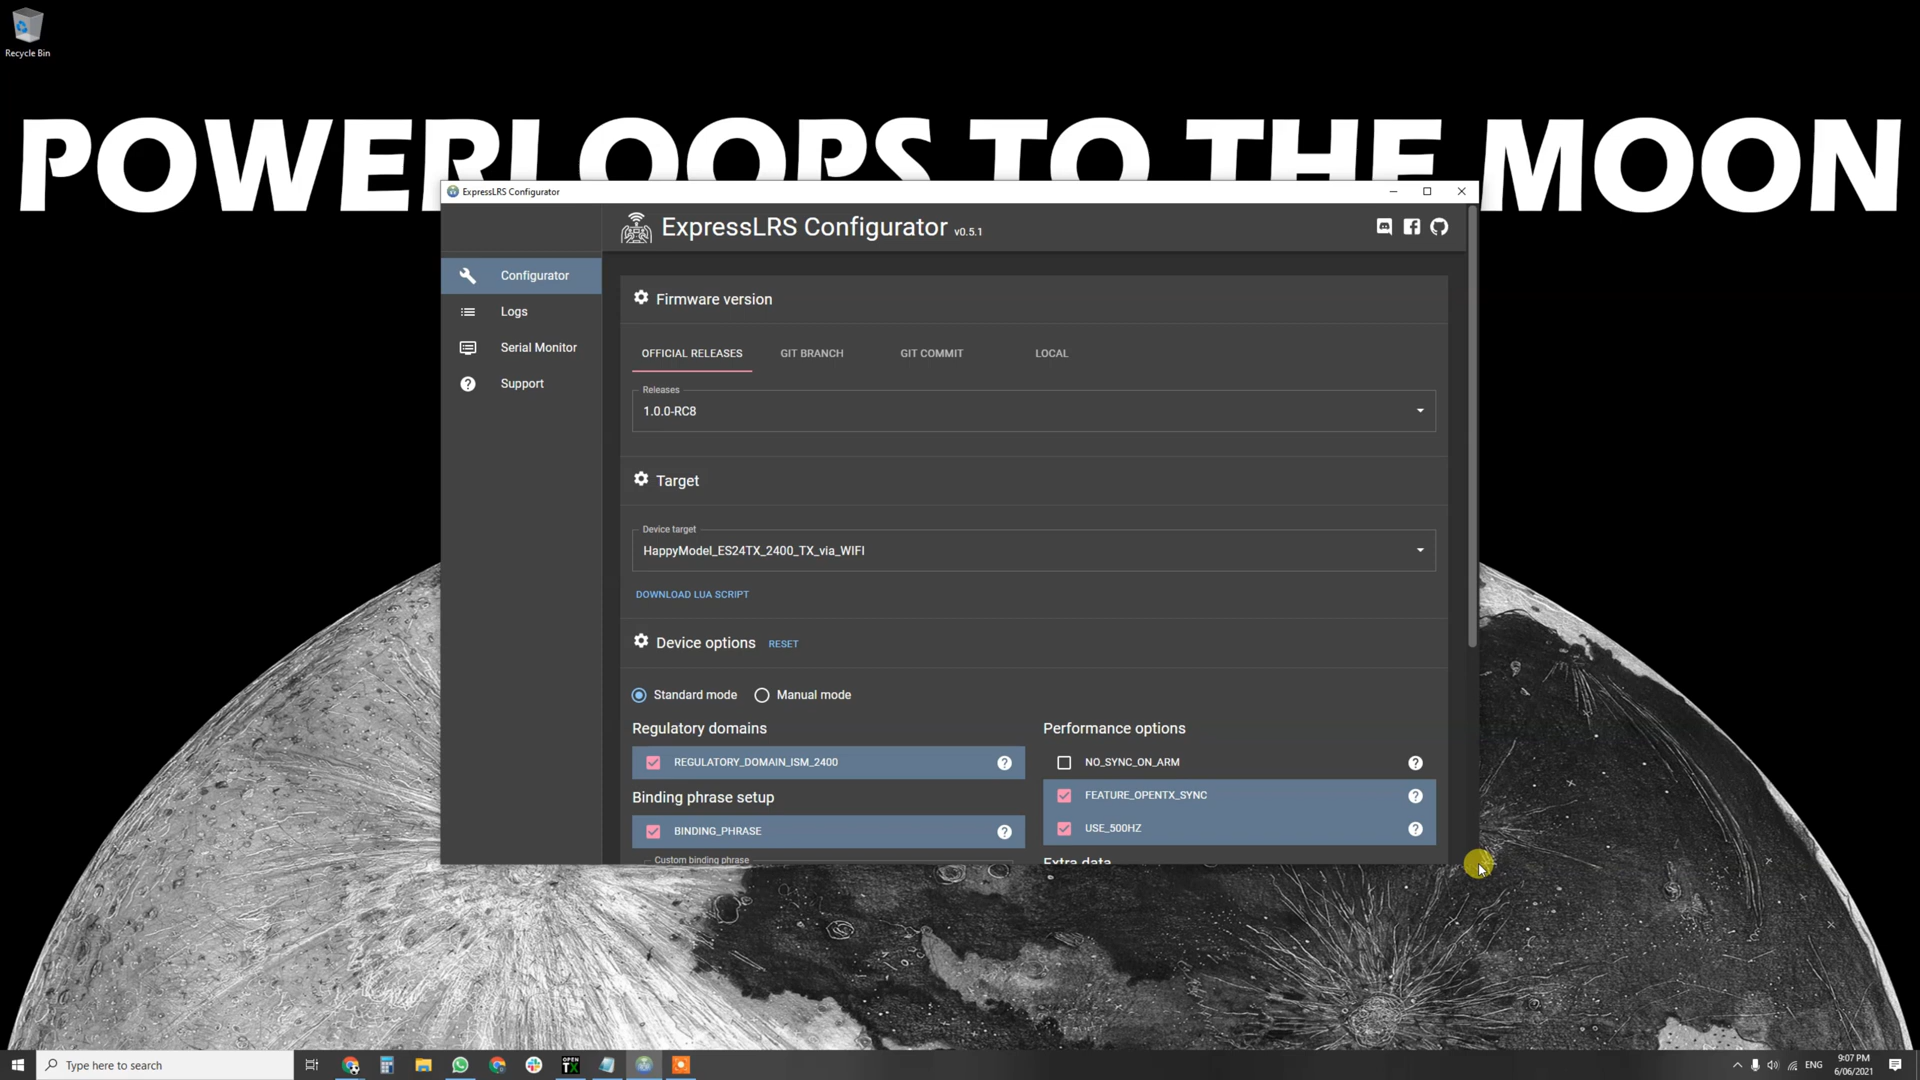 Recycle Bin
POWERLOOPS TO THE MOON
ExpressLRS Configurator
ExpressLRS Configurator v0.5.1
Configurator
Logs
Serial Monitor
Support
Firmware version
OFFICIAL RELEASES
GIT BRANCH
GIT COMMIT
LOCAL
Releases
1.0.0-RC8
Target
Device target
HappyModel_ES24TX_2400_TX_via_WIFI
DOWNLOAD LUA SCRIPT
Device options RESET
Standard mode
Manual mode
Regulatory domains
REGULATORY_DOMAIN_ISM_2400
Binding phrase setup
BINDING_PHRASE
Custom binding phrase
Performance options
NO_SYNC_ON_ARM
FEATURE_OPENTX_SYNC
USE_500HZ
Extra data
Type here to search
OPEN
TX
ENG
9:07 PM
6/06/2021